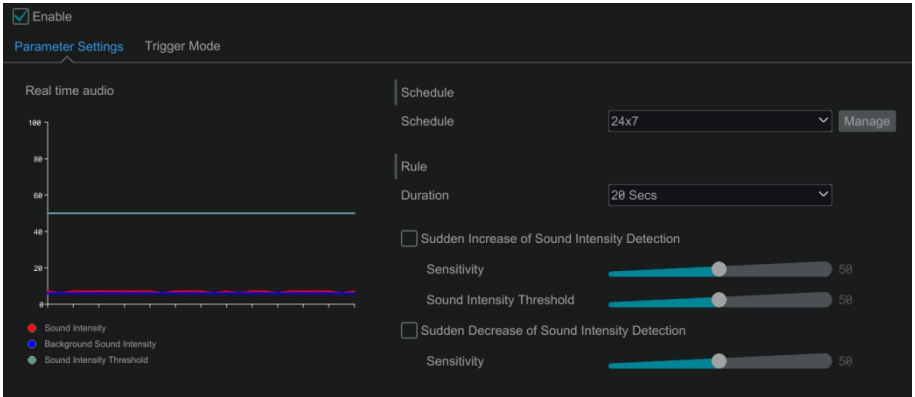 Enable
Parameter Settings Trigger Mode
Real time audio
100
80
60
40
20
0
Sound Intensity
Background Sound Intensity
Sound Intensity Threshold
Schedule
Schedule 24x7 Manage
Rule
Duration 20 Secs
Sudden Increase of Sound Intensity Detection
Sensitivity 50
Sound Intensity Threshold 50
Sudden Decrease of Sound Intensity Detection
Sensitivity 50